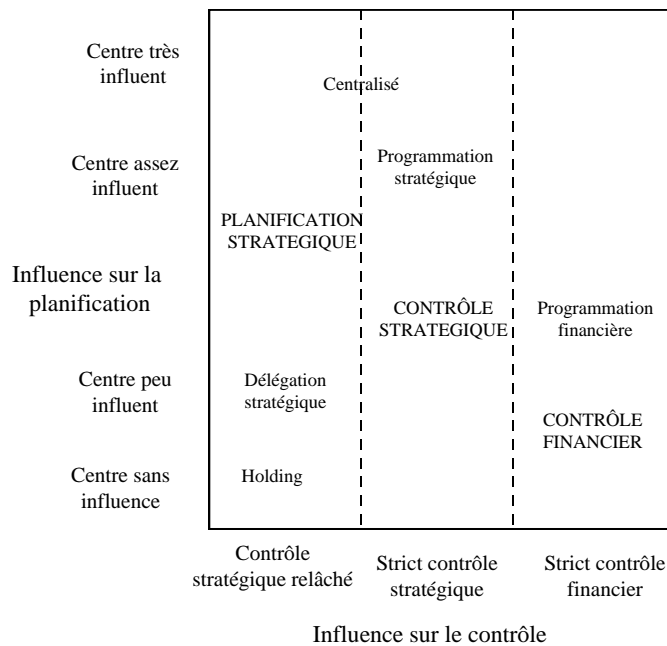 Centre très
influent
Centralisé
Centre assez
influent
Programmation
stratégique
PLANIFICATION
STRATEGIQUE
Influence sur la
planification
CONTRÔLE
STRATEGIQUE
Programmation
financière
Centre peu
influent
Délégation
stratégique
CONTRÔLE
FINANCIER
Centre sans
influence
Holding
Contrôle
stratégique relâché
Strict contrôle
stratégique
Strict contrôle
financier
Influence sur le contrôle